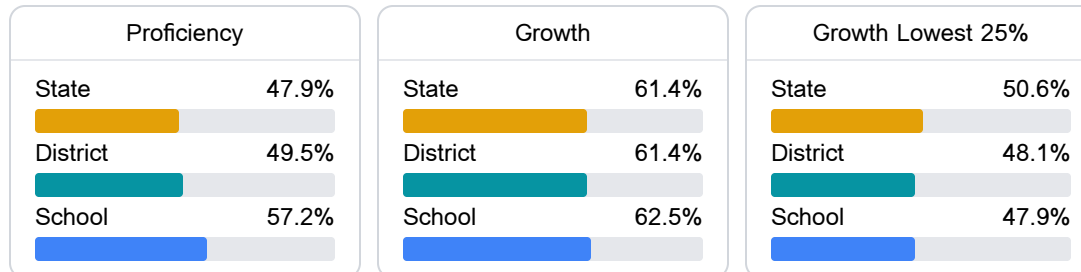 Proficiency
State 47.9%
District 49.5%
School 57.2%
Growth
State 61.4%
District 61.4%
School 62.5%
Growth Lowest 25%
State 50.6%
District 48.1%
School 47.9%